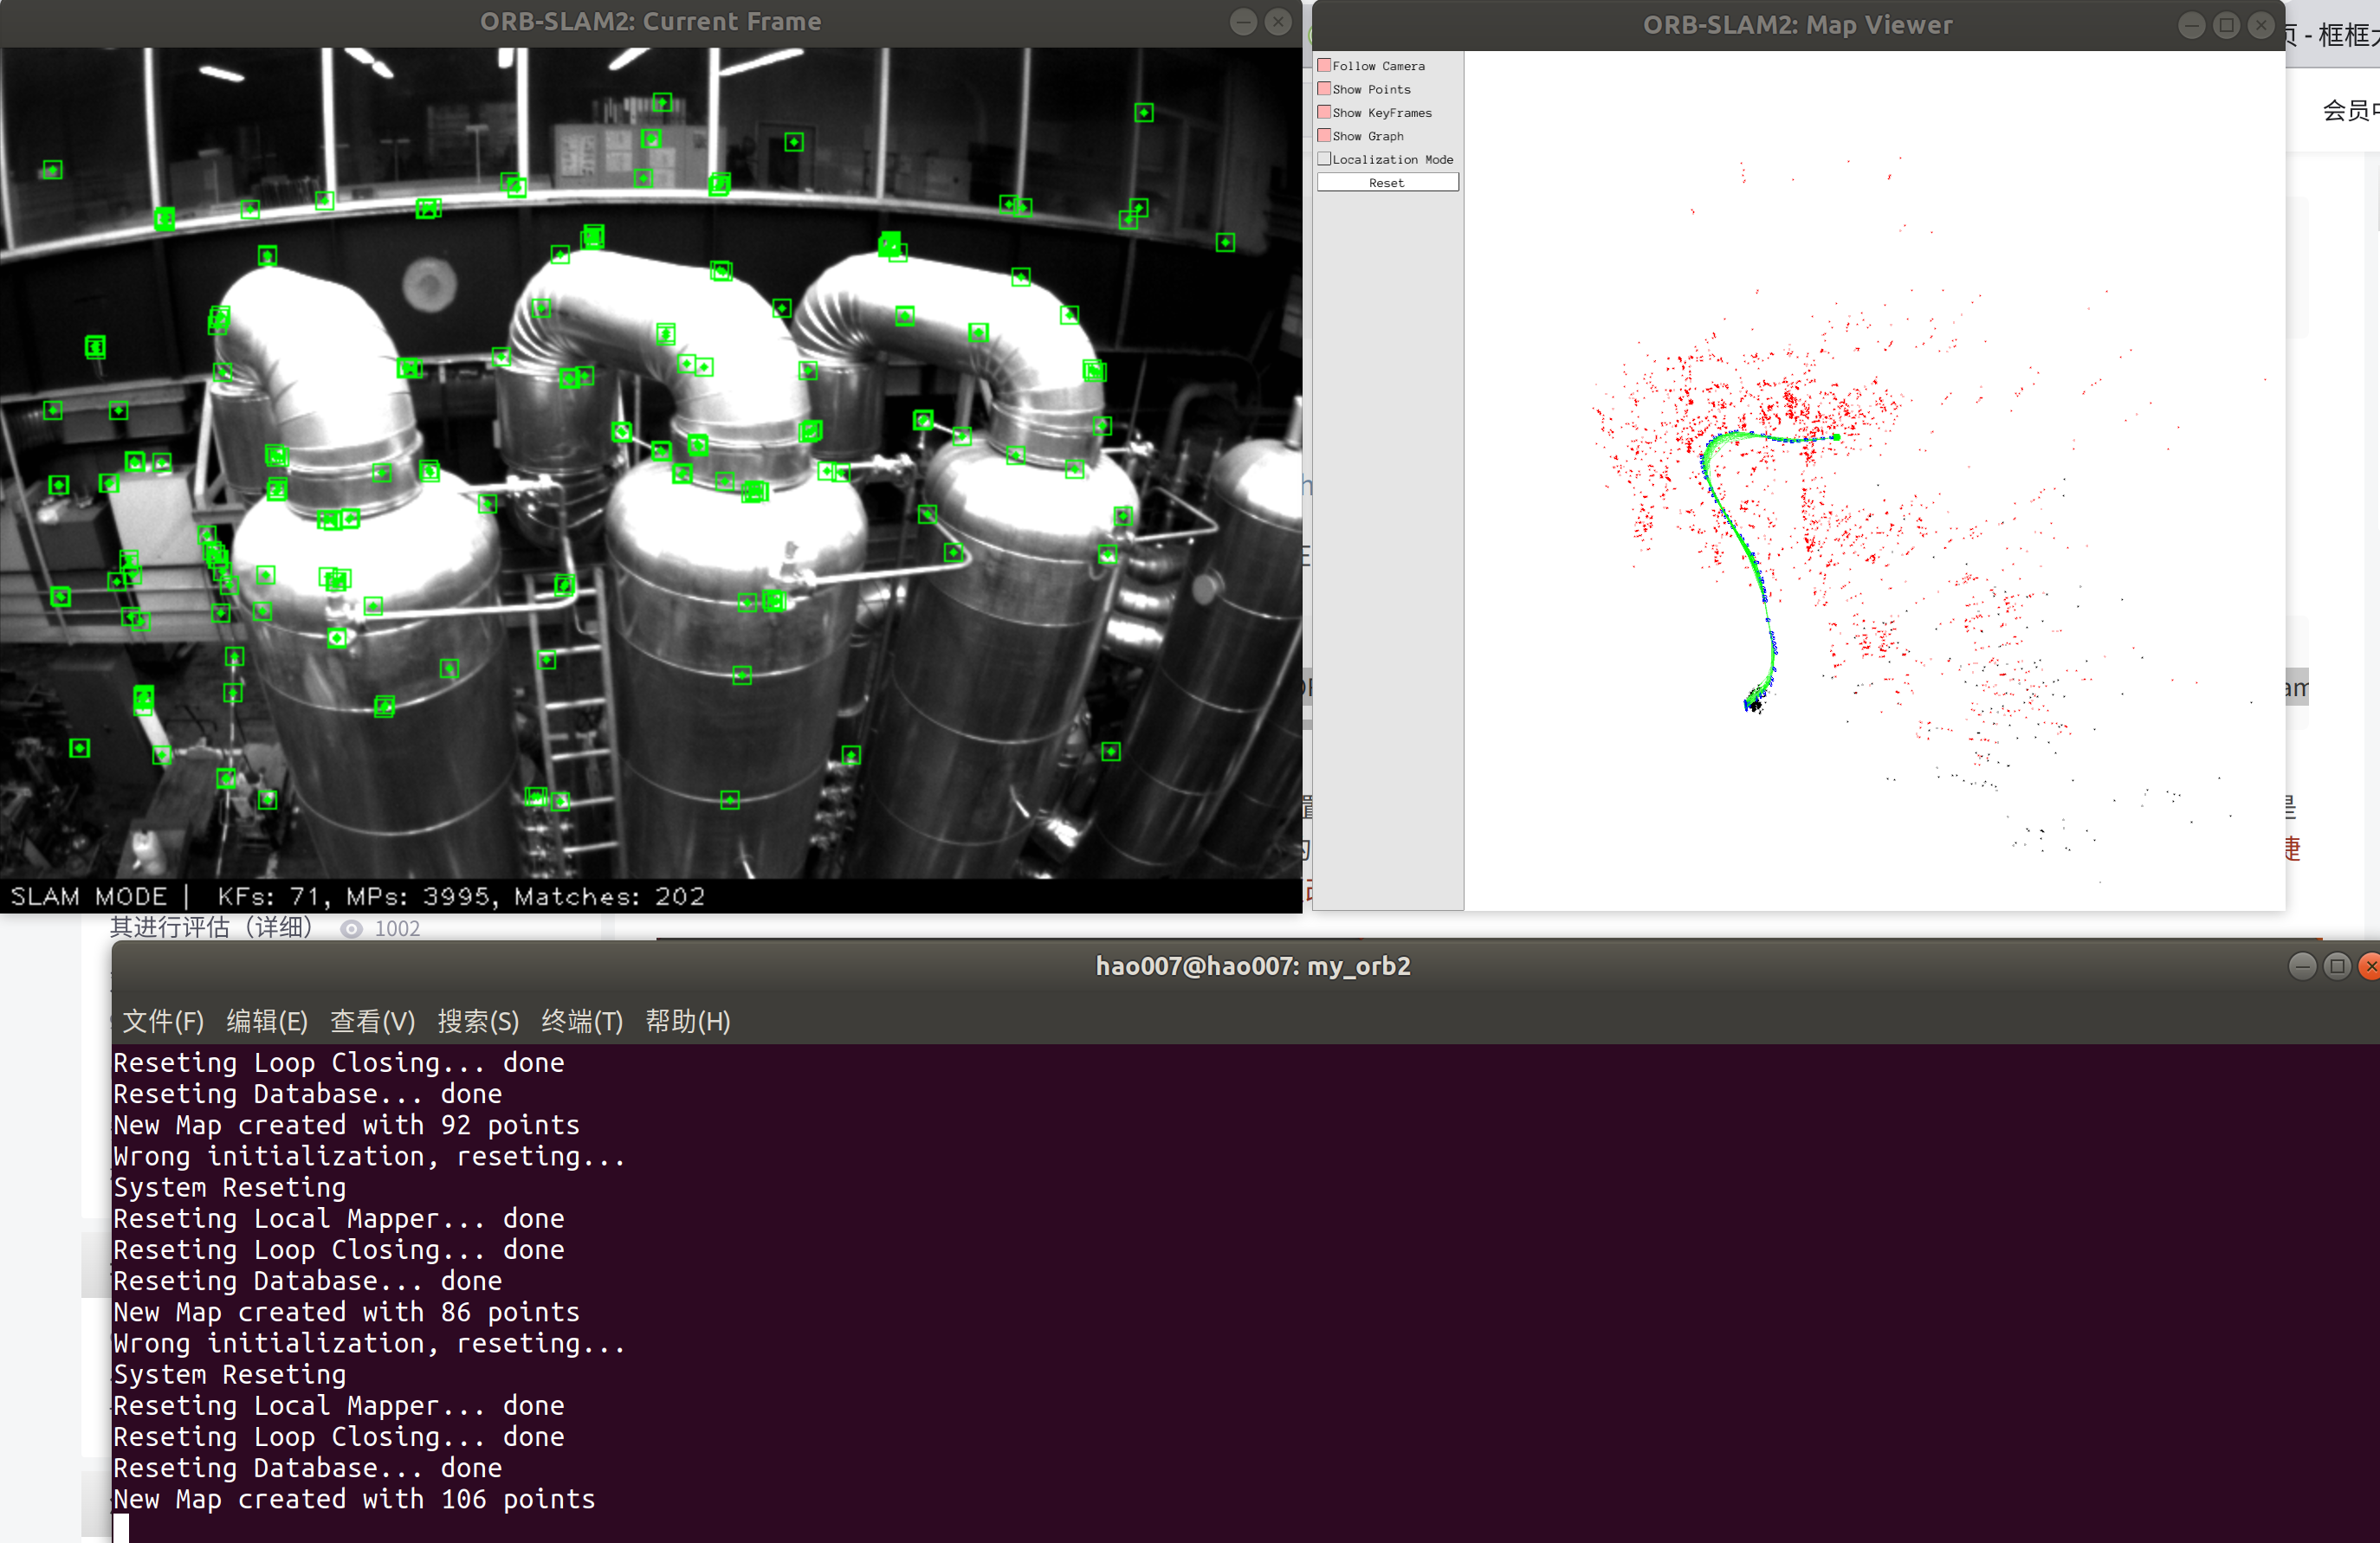 ORB-SLAM2: Current Frame
SLAM MODE |  KFs: 71, MPs: 3995, Matches: 202
ORB-SLAM2: Map Viewer
Follow Camera
Show Points
Show KeyFrames
Show Graph
Localization Mode
Reset
页 - 框框大
会员中
am
是
捷
其进行评估（详细） 1002
hao007@hao007: my_orb2
文件(F) 编辑(E) 查看(V) 搜索(S) 终端(T) 帮助(H)
Reseting Loop Closing... done
Reseting Database... done
New Map created with 92 points
Wrong initialization, reseting...
System Reseting
Reseting Local Mapper... done
Reseting Loop Closing... done
Reseting Database... done
New Map created with 86 points
Wrong initialization, reseting...
System Reseting
Reseting Local Mapper... done
Reseting Loop Closing... done
Reseting Database... done
New Map created with 106 points